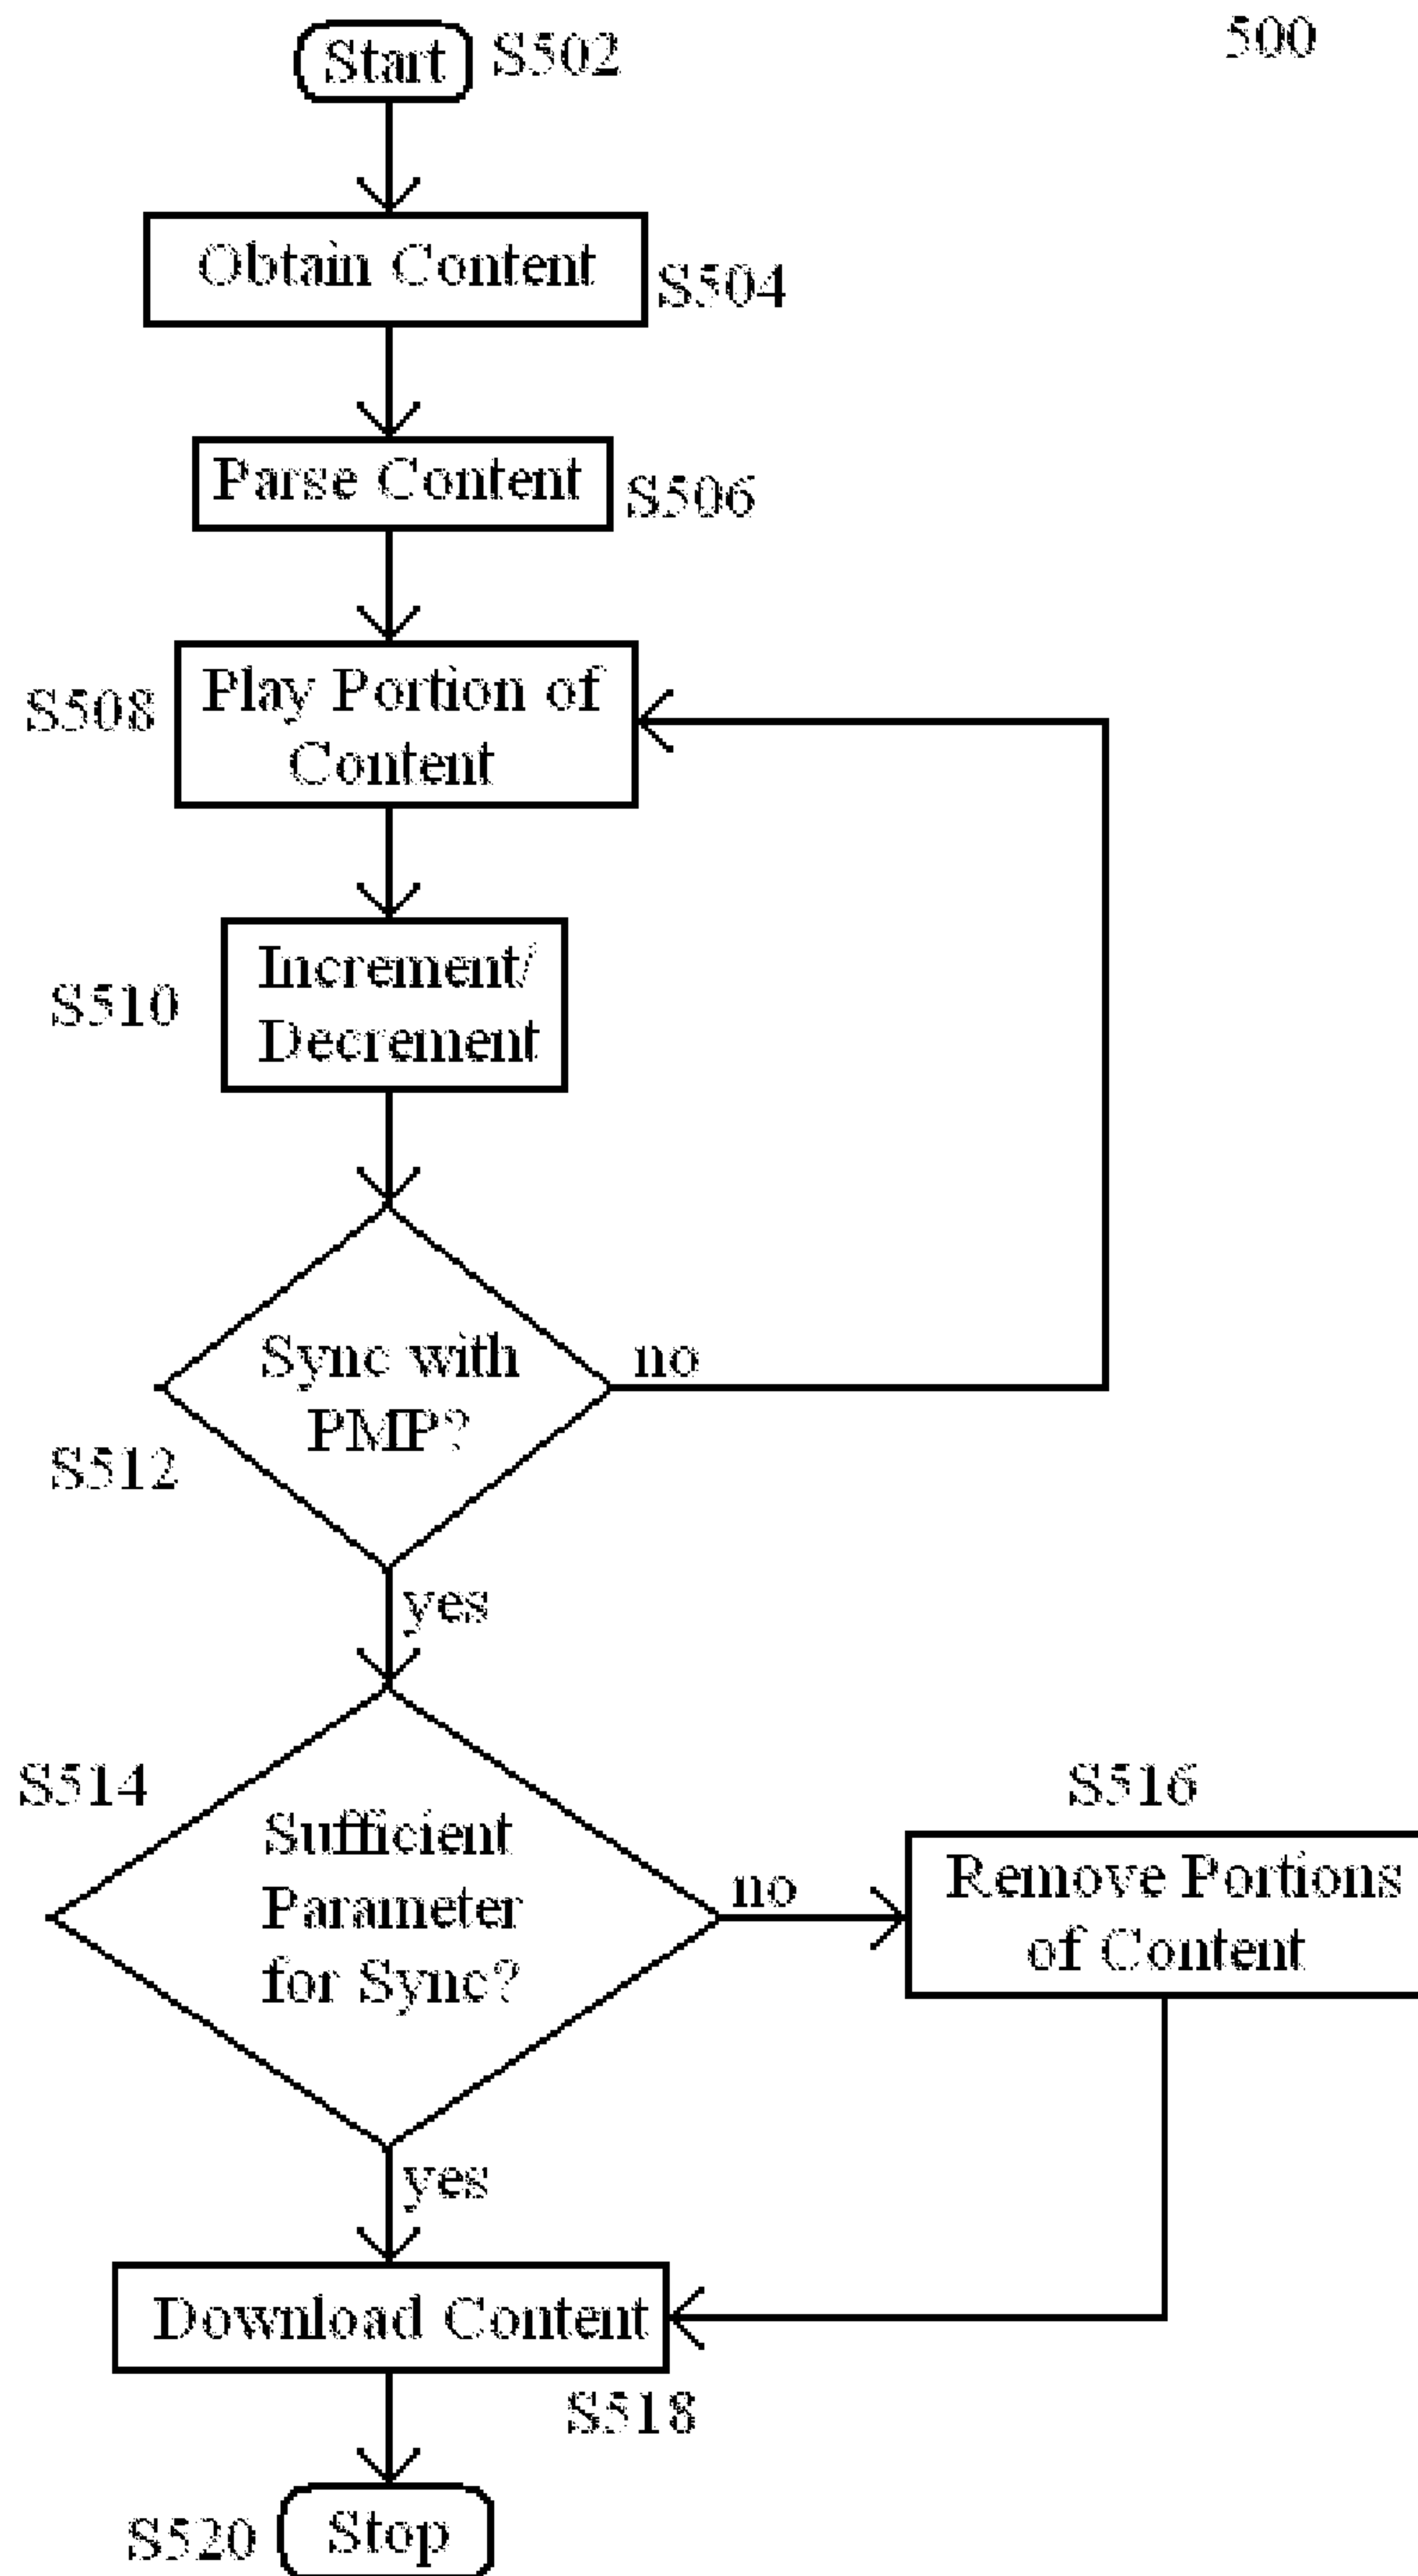 500
Start
S502
Obtain Content
S504
Parse Content
S506
S508
Play Portion of
Content
S510
Increment/
Decrement
Sync with
PMP?
no
S512
yes
S514
Sufficient
Parameter
for Sync?
no
S516
Remove Portions
of Content
yes
Download Content
S518
S520
Stop